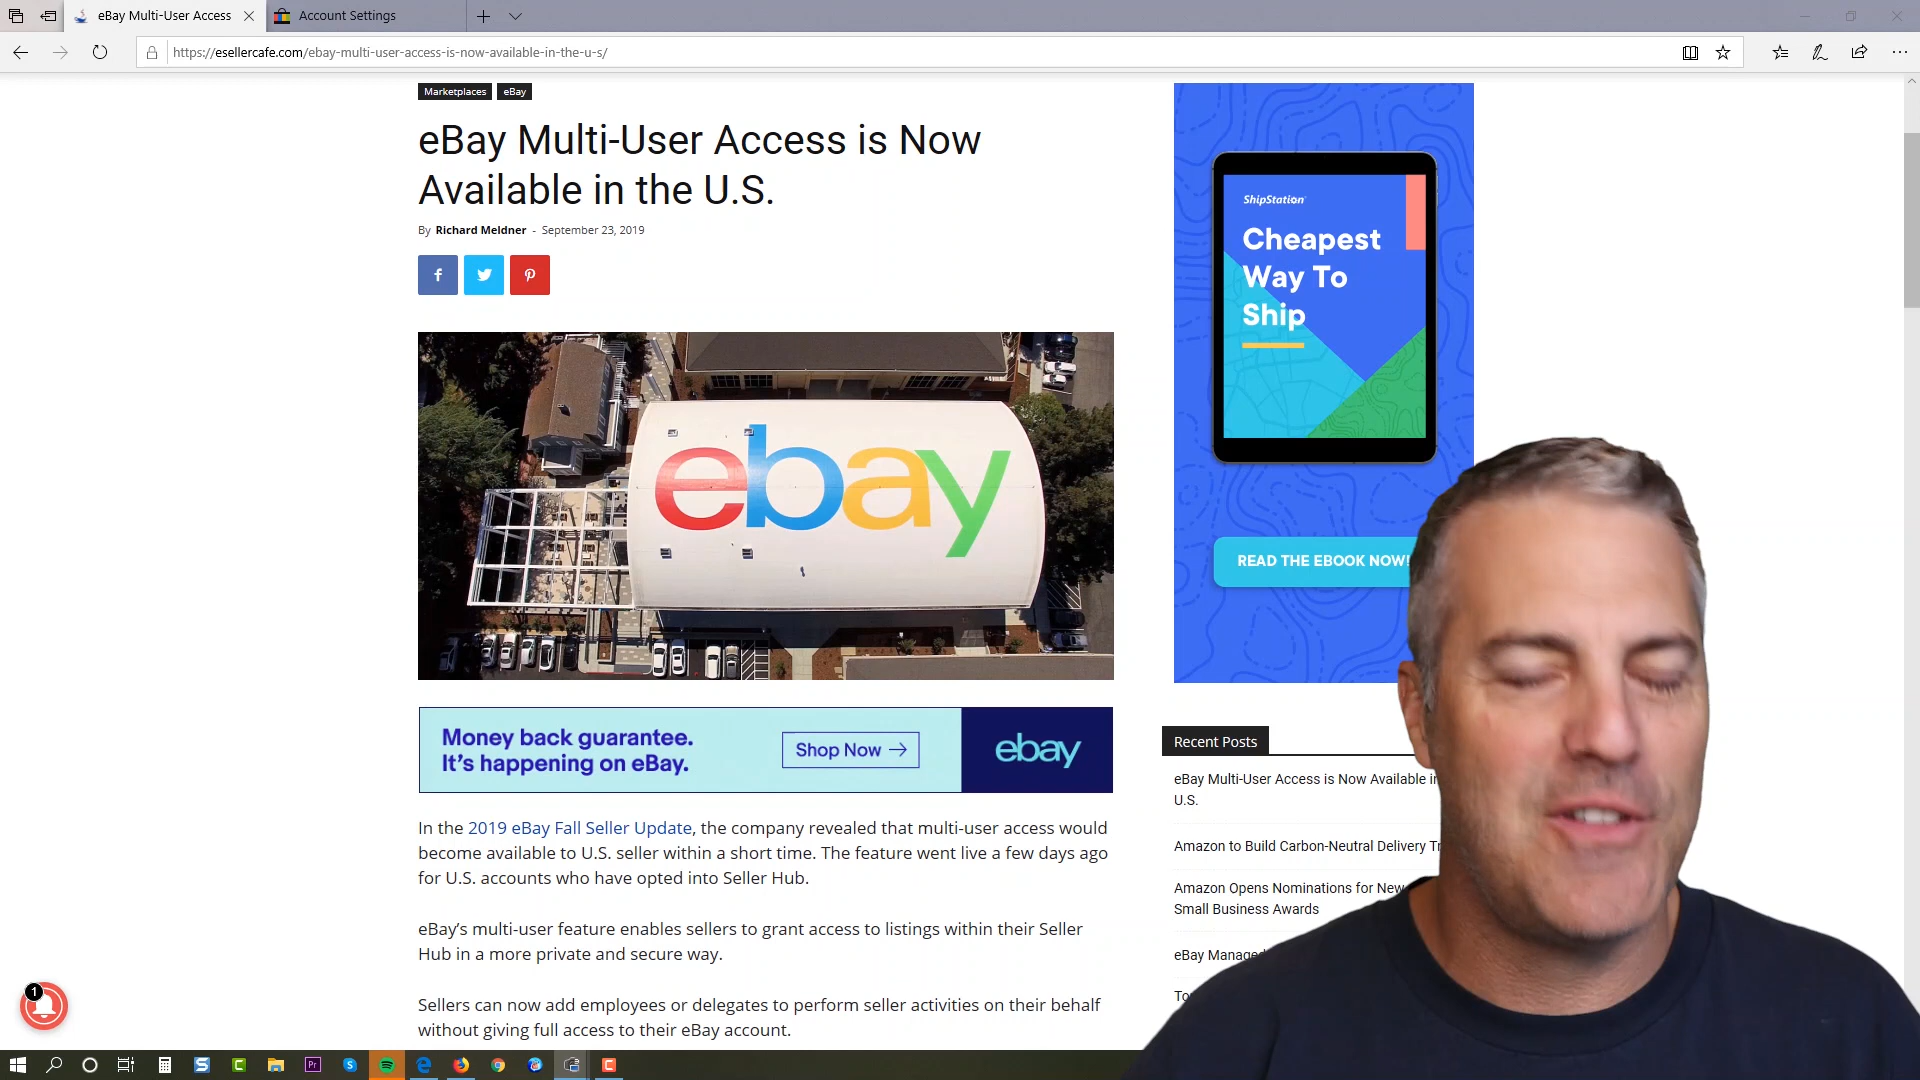 eBay Multi-User Access
Account Settings
https://esellercafe.com/ebay-multi-user-access-is-now-available-in-the-u-s/
Marketplaces
eBay
eBay Multi-User Access is Now
Available in the U.S.
By Richard Meldner - September 23, 2019
ebay
Money back guarantee.
It's happening on eBay.
Shop Now
ebay
In the 2019 eBay Fall Seller Update, the company revealed that multi-user access would
become available to U.S. seller within a short time. The feature went live a few days ago
for U.S. accounts who have opted into Seller Hub.
eBay’s multi-user feature enables sellers to grant access to listings within their Seller
Hub in a more private and secure way.
Sellers can now add employees or delegates to perform seller activities on their behalf
without giving full access to their eBay account.
ShipStation
Cheapest
Way To
Ship
READ THE EBOOK NOW!
Recent Posts
eBay Multi-User Access is Now Available in
U.S.
Amazon to Build Carbon-Neutral Delivery
Amazon Opens Nominations for New
Small Business Awards
eBay
1